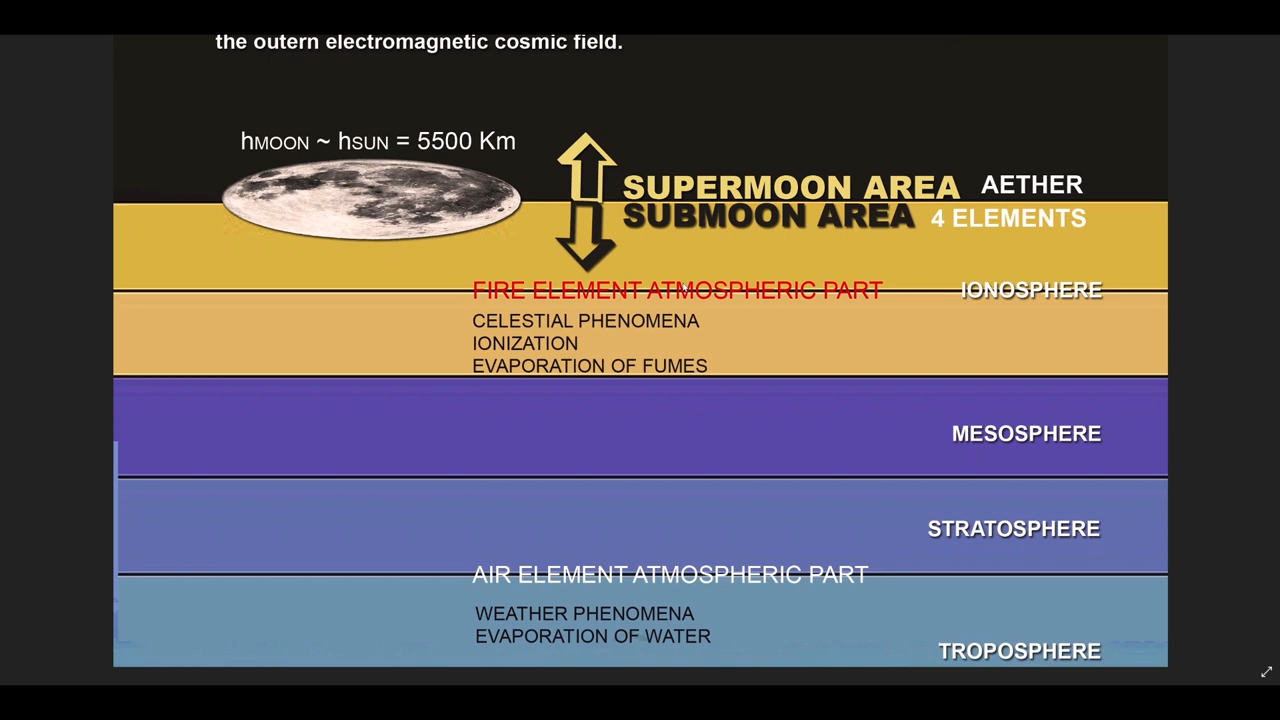 the outern electromagnetic cosmic field.
hMOON ~ hSUN = 5500 Km
SUPERMOON AREA AETHER
SUBMOON AREA 4 ELEMENTS
FIRE ELEMENT ATMOSPHERIC PART IONOSPHERE
CELESTIAL PHENOMENA
IONIZATION
EVAPORATION OF FUMES
MESOSPHERE
STRATOSPHERE
AIR ELEMENT ATMOSPHERIC PART
WEATHER PHENOMENA
EVAPORATION OF WATER
TROPOSPHERE